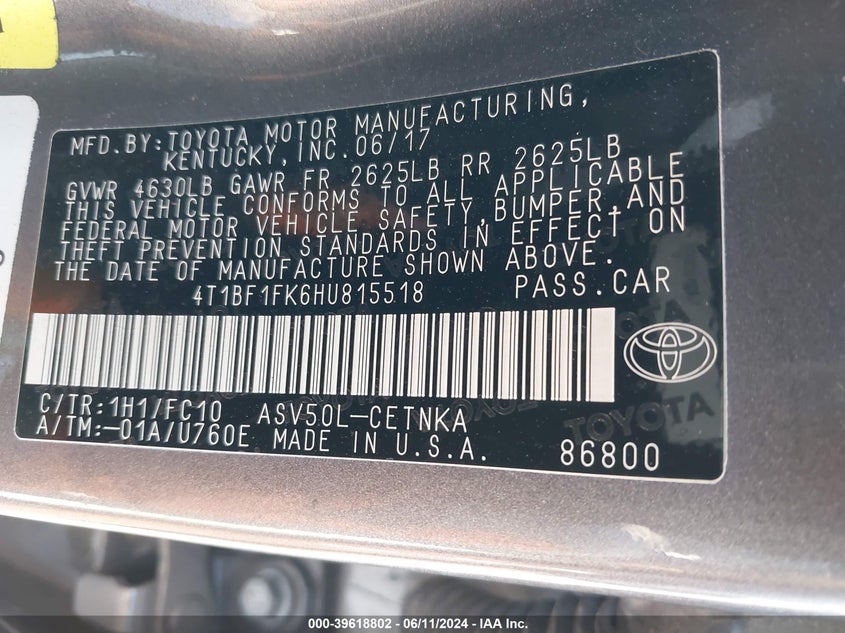 MFD.BY:TOYOTA MOTOR MANUFACTURING,
KENTUCKY,INC.06/17
GVWR 4630LB GAWR FR 2625LB RR 2625LB
THIS VEHICLE CONFORMS TO ALL APPLICABLE
FEDERAL MOTOR VEHICLE SAFETY,BUMPER,AND
THEFT PREVENTION STANDARDS IN EFFECT ON
THE DATE OF MANUFACTURE SHOWN ABOVE.
4T1BF1FK6HU815518 PASS.CAR
C/TR:1H1/FC10 ASV50L-CETNKA
A/TM:-01A/U760E MADE IN U.S.A. 86800
TOYOTA
000-39618802 - 06/11/2024 - IAA Inc.